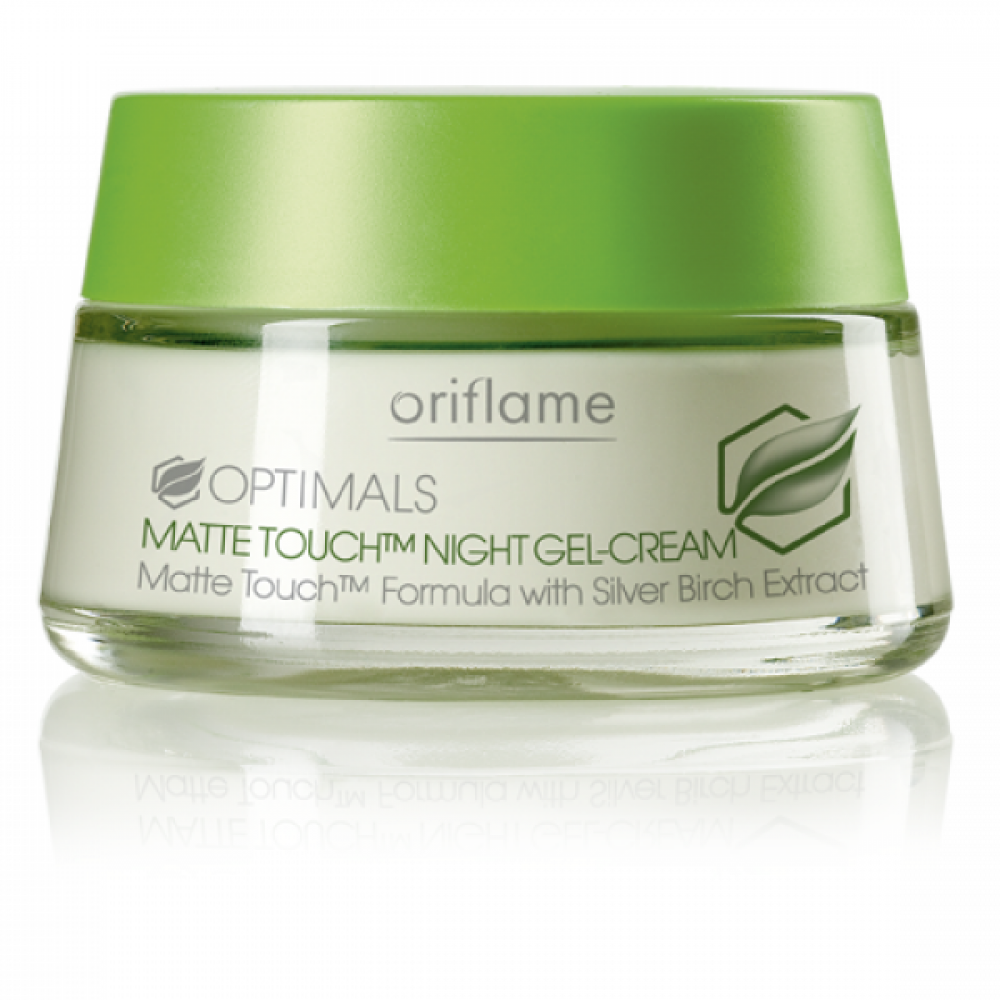 oriflame
OPTIMALS
MATTE TOUCH™ NIGHT GEL-CREAM
Matte Touch™ Formula with Silver Birch Extract